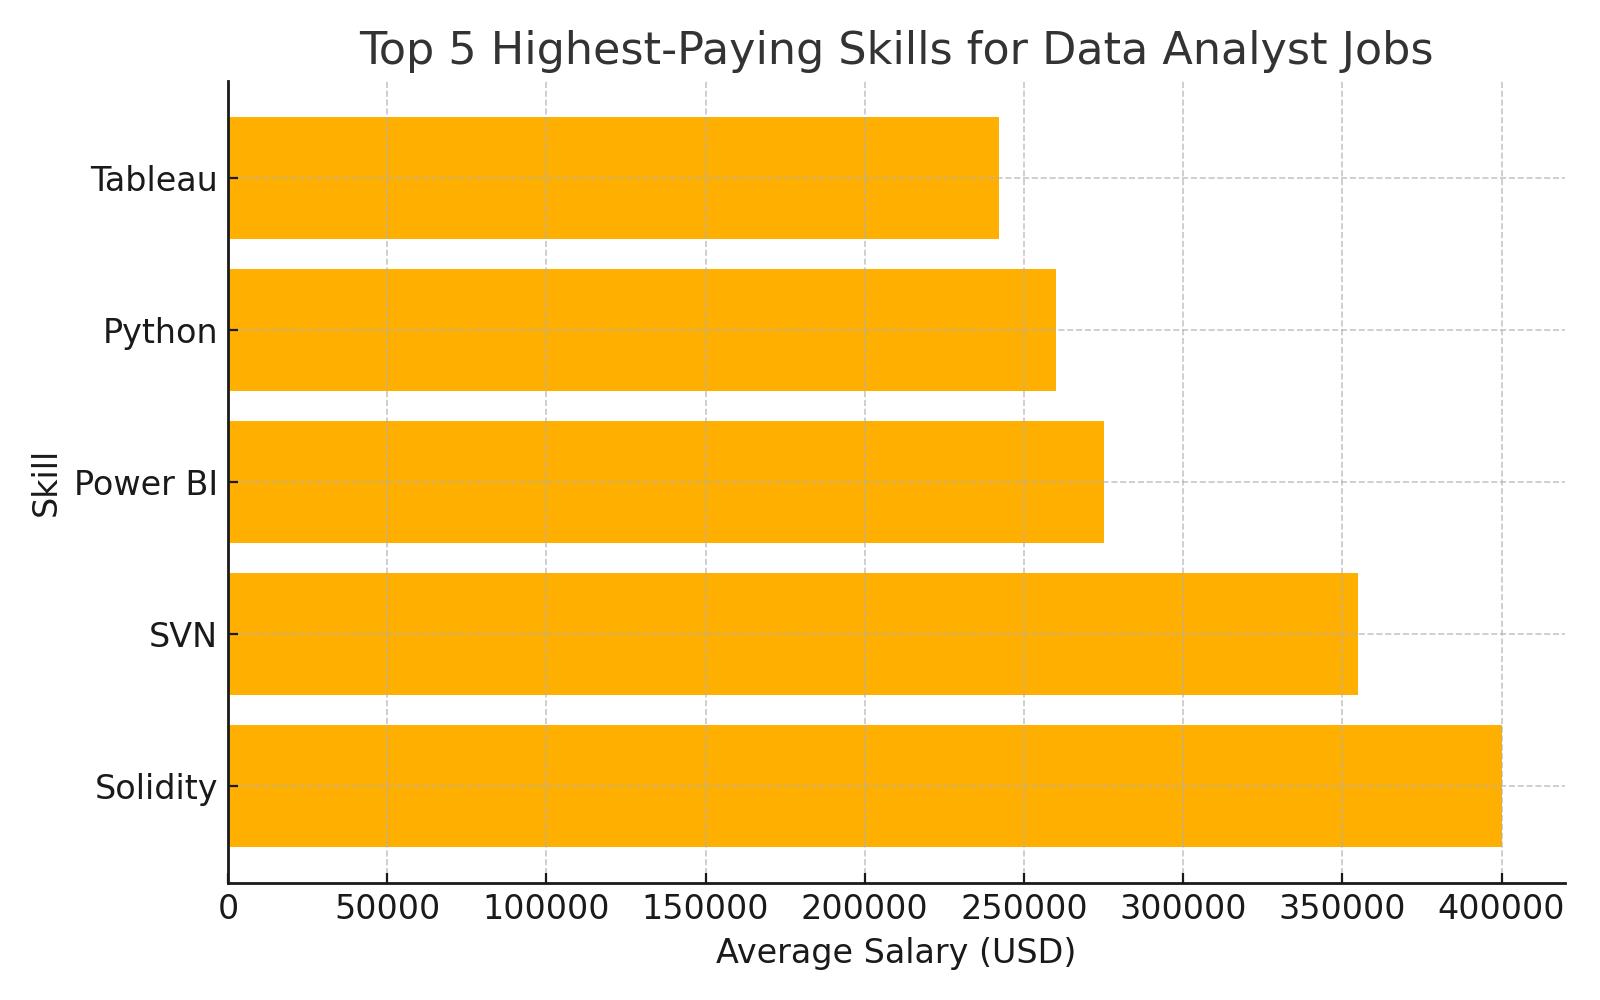 Top 5 Highest-Paying Skills for Data Analyst Jobs
Tableau
Python
Power BI
SVN
Solidity
Skill
0 50000 100000 150000 200000 250000 300000 350000 400000
Average Salary (USD)